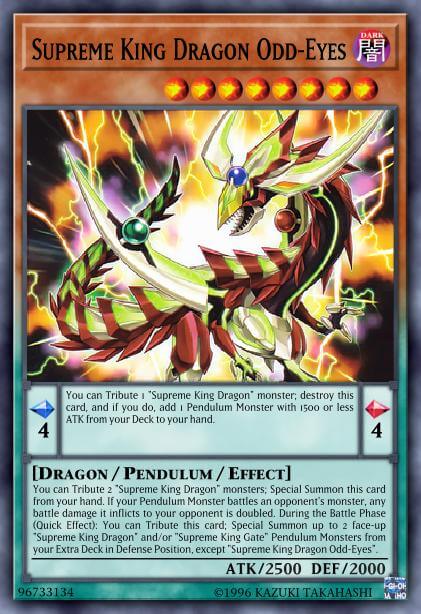 Supreme King Dragon Odd-Eyes
DARK
闇
You can Tribute 1 "Supreme King Dragon" monster; destroy this
card, and if you do, add 1 Pendulum Monster with 1500 or less
ATK from your Deck to your hand.
4
4
[Dragon / Pendulum / Effect]
You can Tribute 2 "Supreme King Dragon" monsters; Special Summon this card
from your hand. If your Pendulum Monster battles an opponent's monster, any
battle damage it inflicts to your opponent is doubled. During the Battle Phase
(Quick Effect): You can Tribute this card; Special Summon up to 2 face-up
"Supreme King Dragon" and/or "Supreme King Gate" Pendulum Monsters from
your Extra Deck in Defense Position, except "Supreme King Dragon Odd-Eyes".
ATK/2500 DEF/2000
96733134
©1996 KAZUKI TAKAHASHI